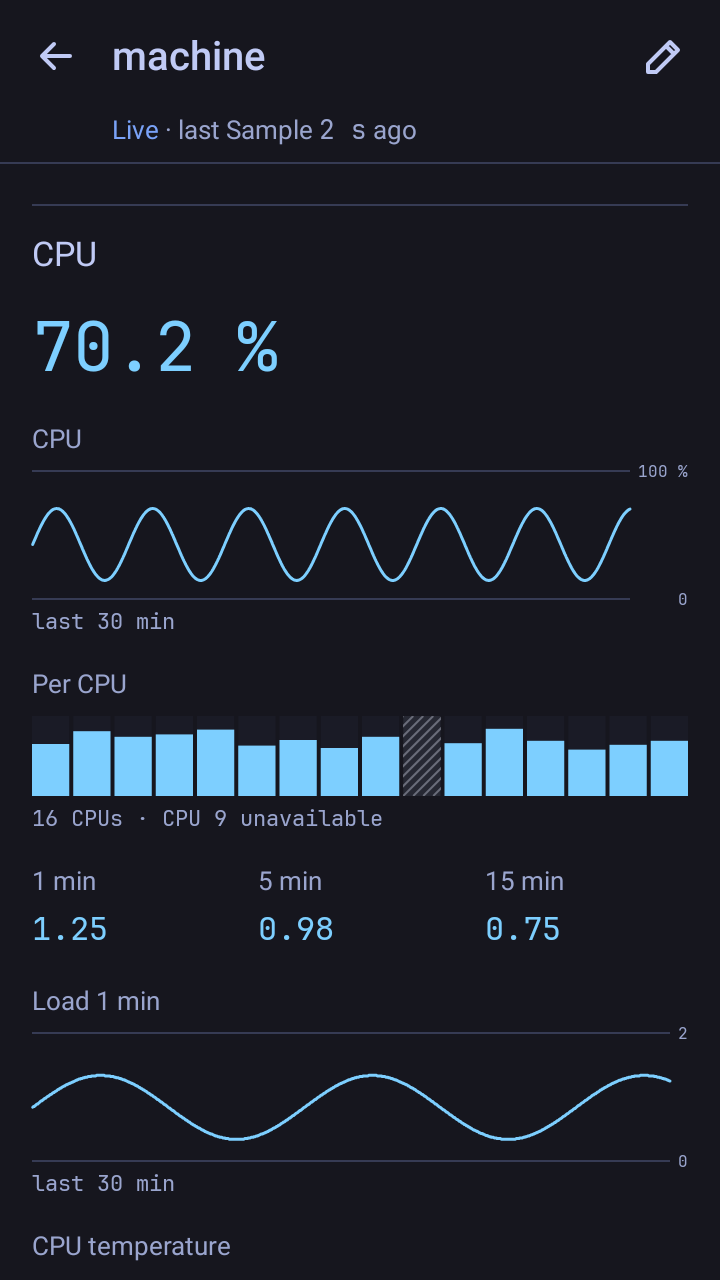 machine
Live · last Sample 2 s ago
CPU
70.2 %
CPU
100 %
0
last 30 min
Per CPU
16 CPUs · CPU 9 unavailable
1 min 5 min 15 min
1.25 0.98 0.75
Load 1 min
2
0
last 30 min
CPU temperature